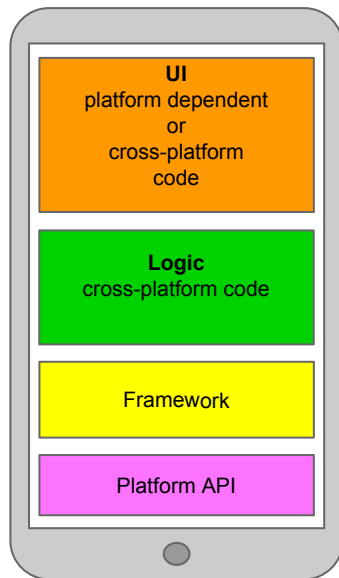 UI
platform dependent
or
cross-platform
code
Logic
cross-platform code
Framework
Platform API